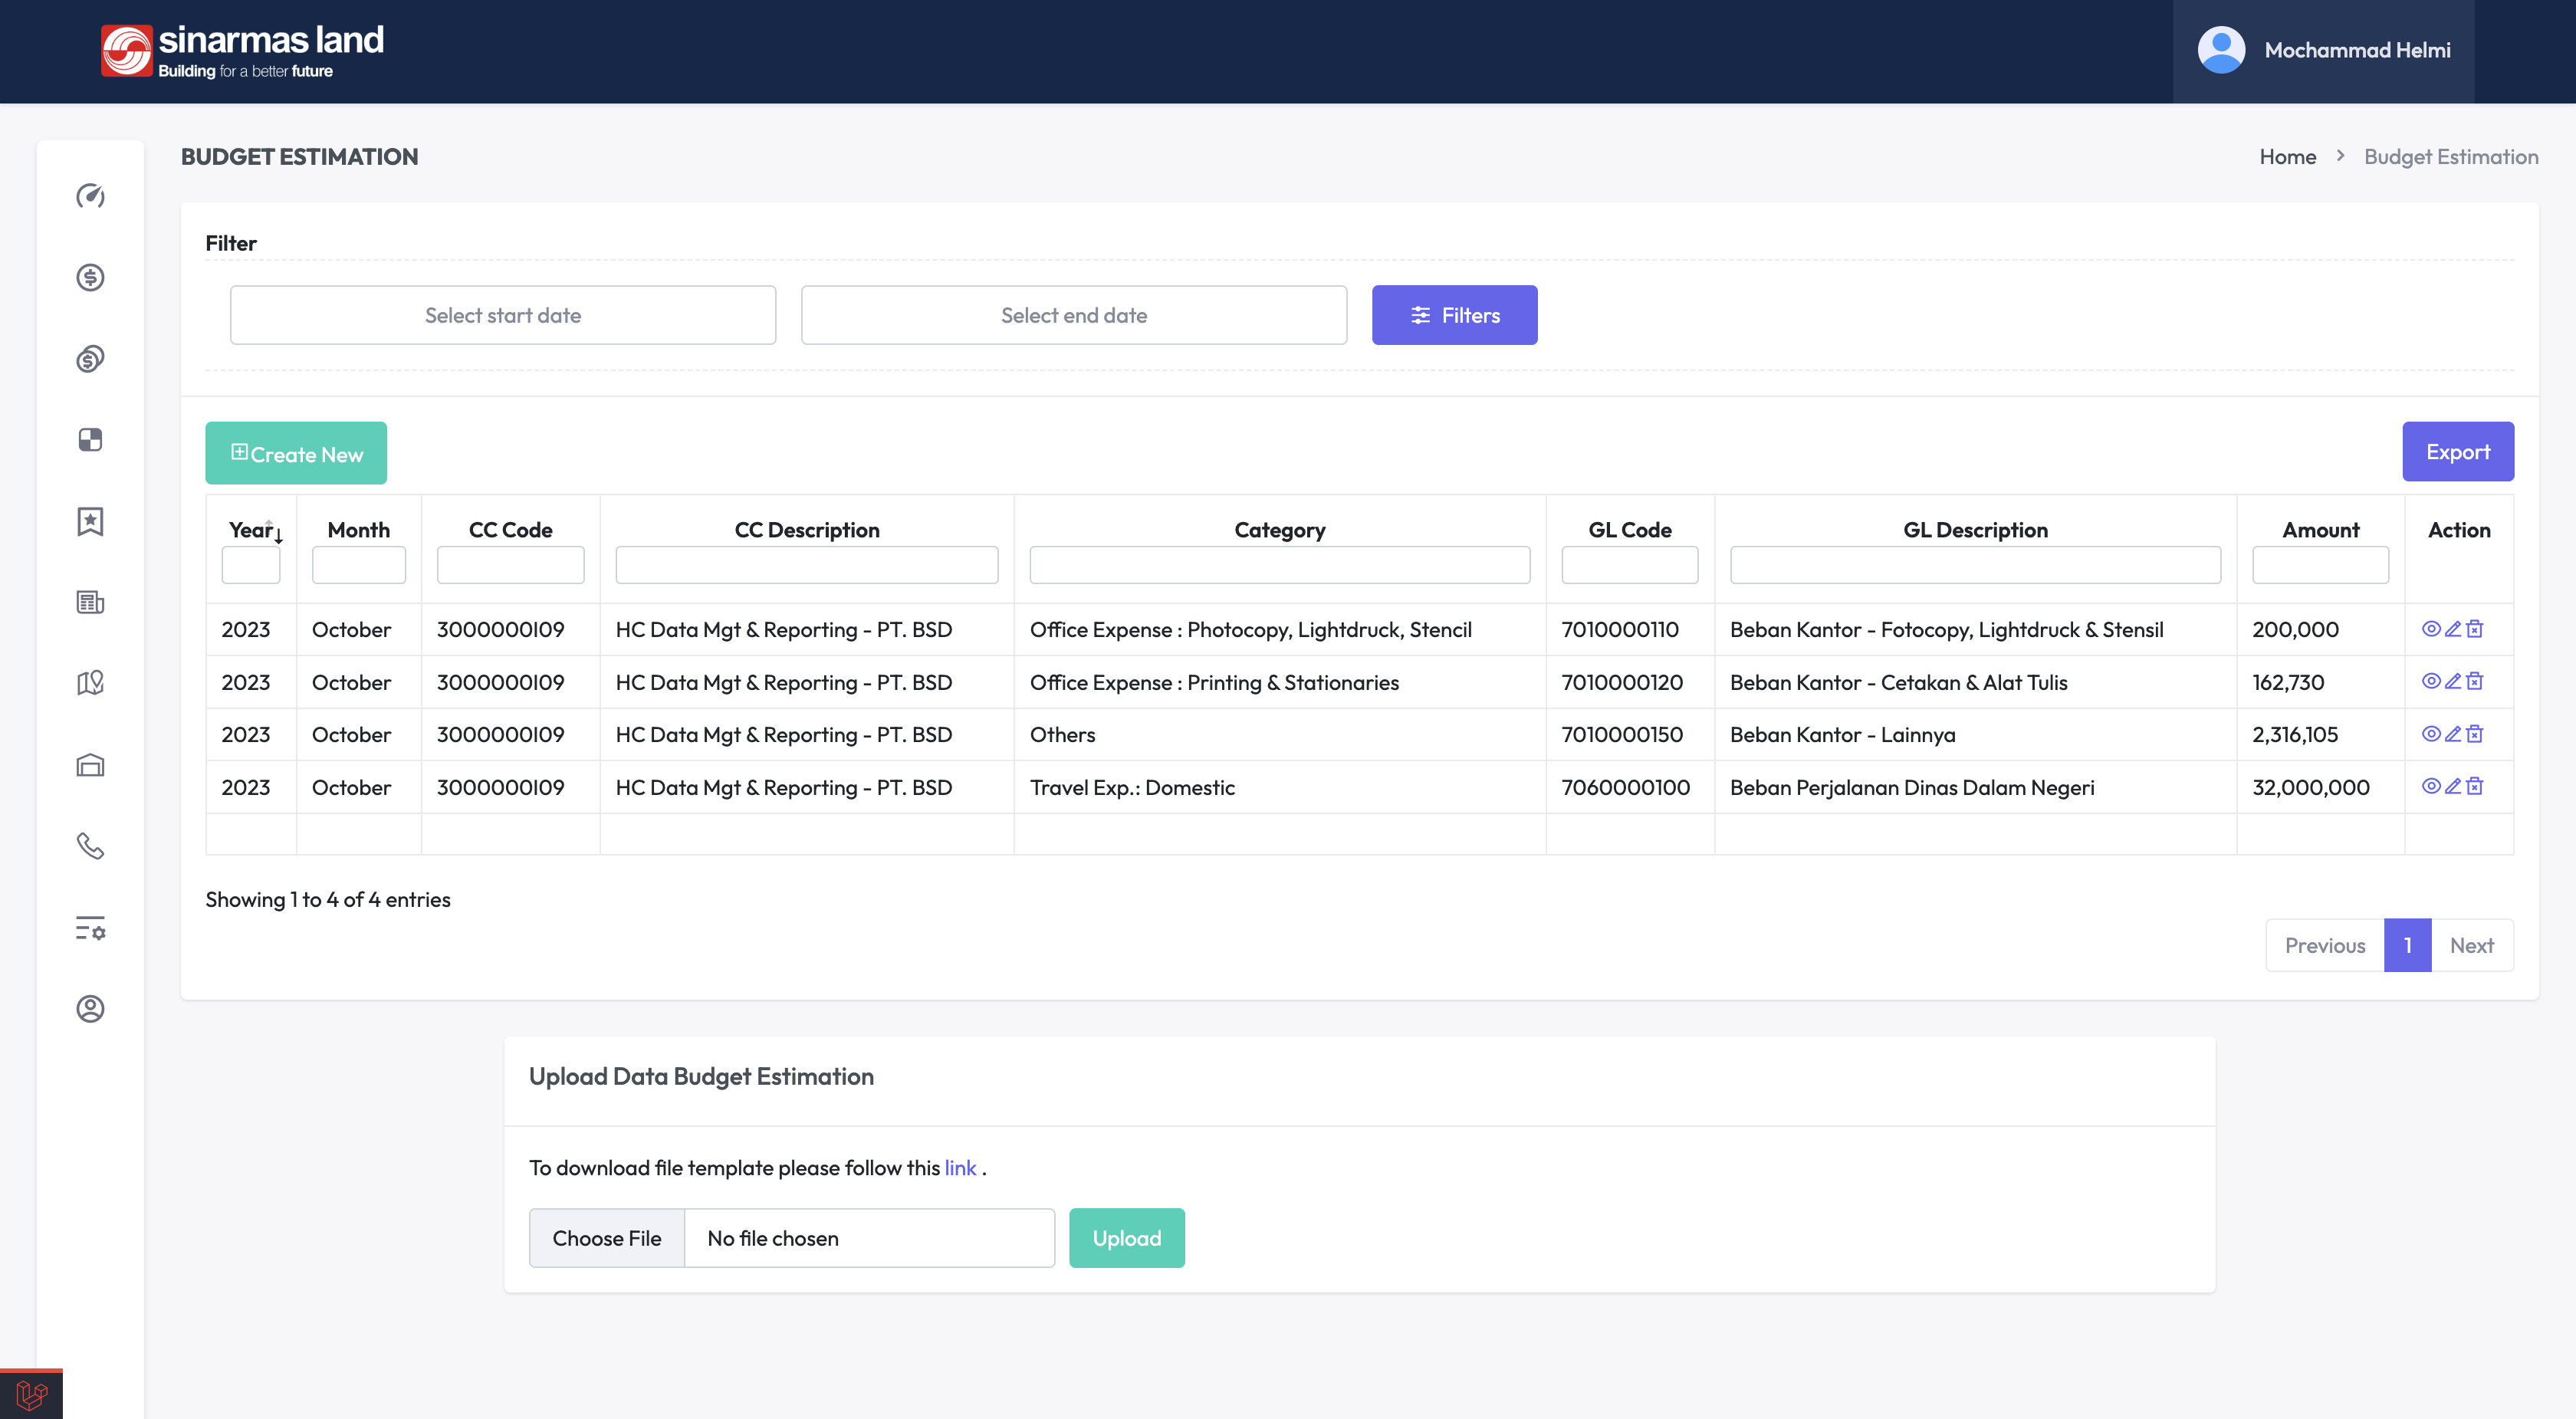 sinarmas land
Building for a better future
Mochammad Helmi
BUDGET ESTIMATION
Home > Budget Estimation
Filter
Select start date Select end date Filters
Create New Export
Year Month CC Code CC Description Category GL Code GL Description Amount Action
2023 October 3000000I09 HC Data Mgt & Reporting - PT. BSD Office Expense : Photocopy, Lightdruck, Stencil 7010000110 Beban Kantor - Fotocopy, Lightdruck & Stensil 200,000
2023 October 3000000I09 HC Data Mgt & Reporting - PT. BSD Office Expense : Printing & Stationaries 7010000120 Beban Kantor - Cetakan & Alat Tulis 162,730
2023 October 3000000I09 HC Data Mgt & Reporting - PT. BSD Others 7010000150 Beban Kantor - Lainnya 2,316,105
2023 October 3000000I09 HC Data Mgt & Reporting - PT. BSD Travel Exp.: Domestic 7060000100 Beban Perjalanan Dinas Dalam Negeri 32,000,000
Showing 1 to 4 of 4 entries
Previous 1 Next
Upload Data Budget Estimation
To download file template please follow this link .
Choose File No file chosen Upload